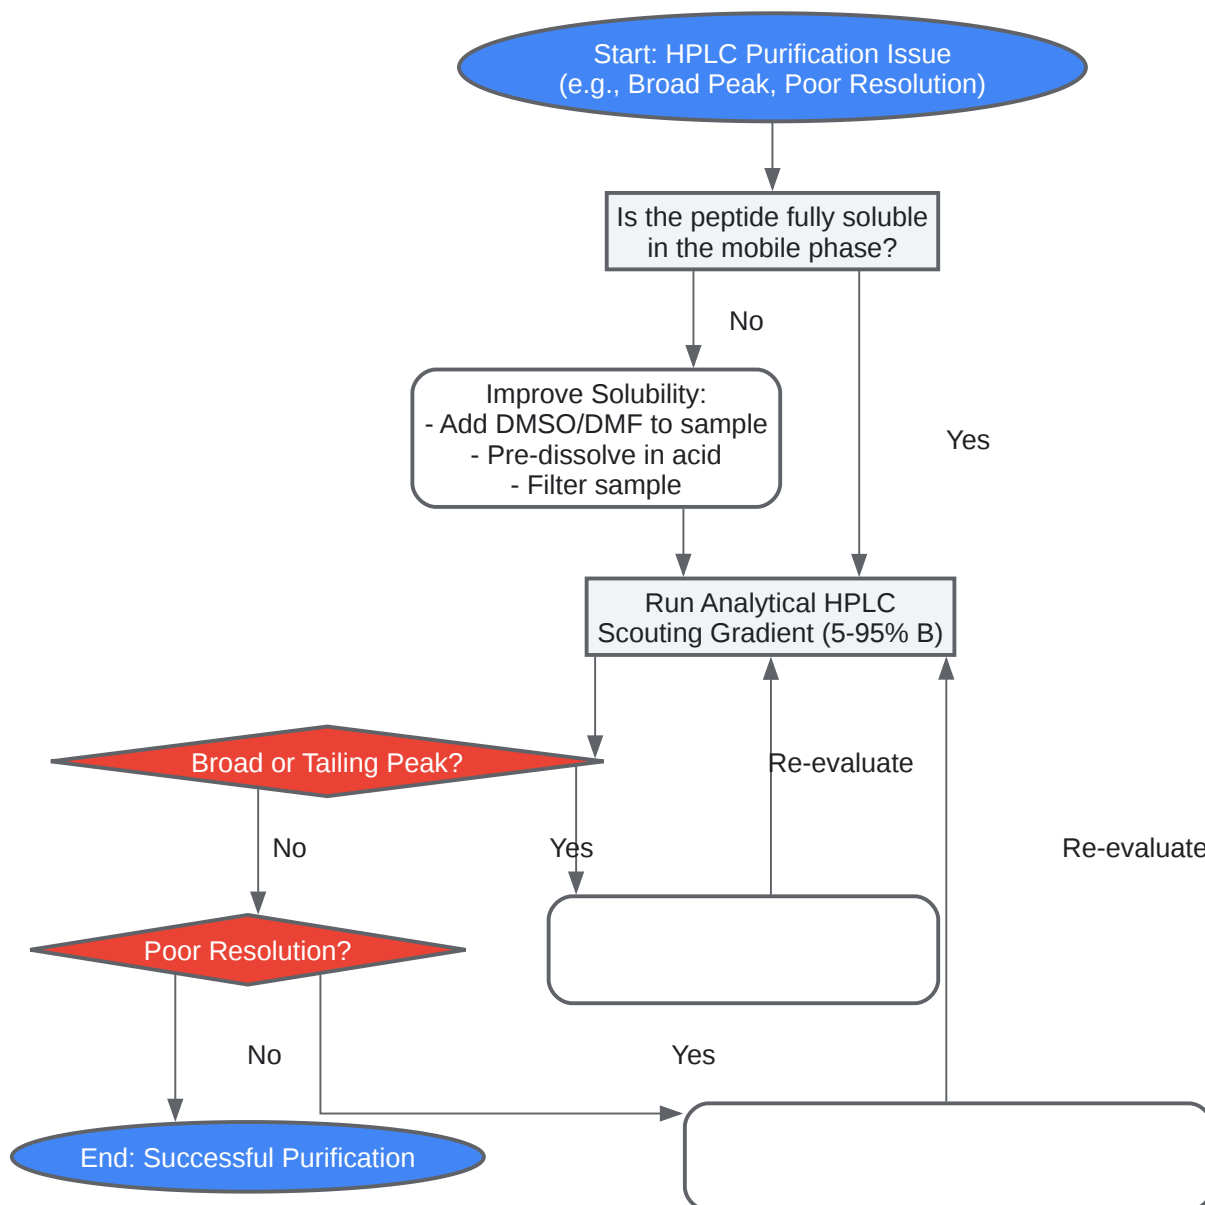 Start: HPLC Purification Issue
(e.g., Broad Peak, Poor Resolution)
Is the peptide fully soluble
in the mobile phase?
No
Improve Solubility:
- Add DMSO/DMF to sample
- Pre-dissolve in acid
- Filter sample
Yes
Run Analytical HPLC
Scouting Gradient (5-95% B)
Broad or Tailing Peak?
Re-evaluate
No
Yes
Re-evaluate
Poor Resolution?
No
Yes
End: Successful Purification